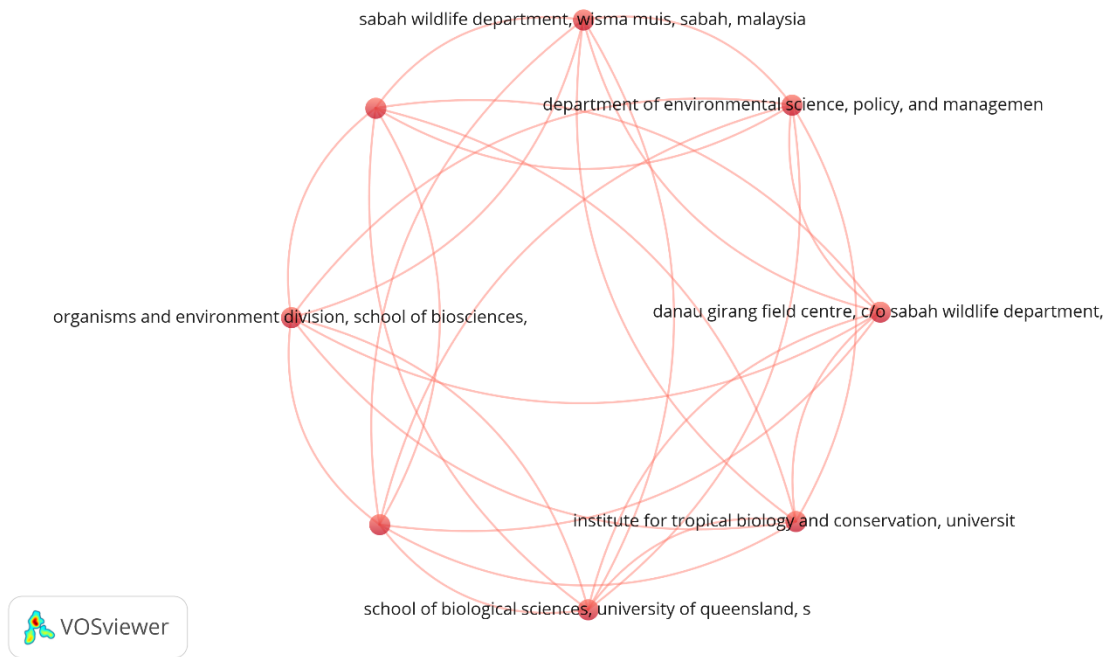 sabah wildlife department, wisma muis, sabah, malaysia
department of environmental science, policy, and managemen
organisms and environment division, school of biosciences,
danau girang field centre, c/o sabah wildlife department,
institute for tropical biology and conservation, universit
school of biological sciences, university of queensland, s
VOSviewer